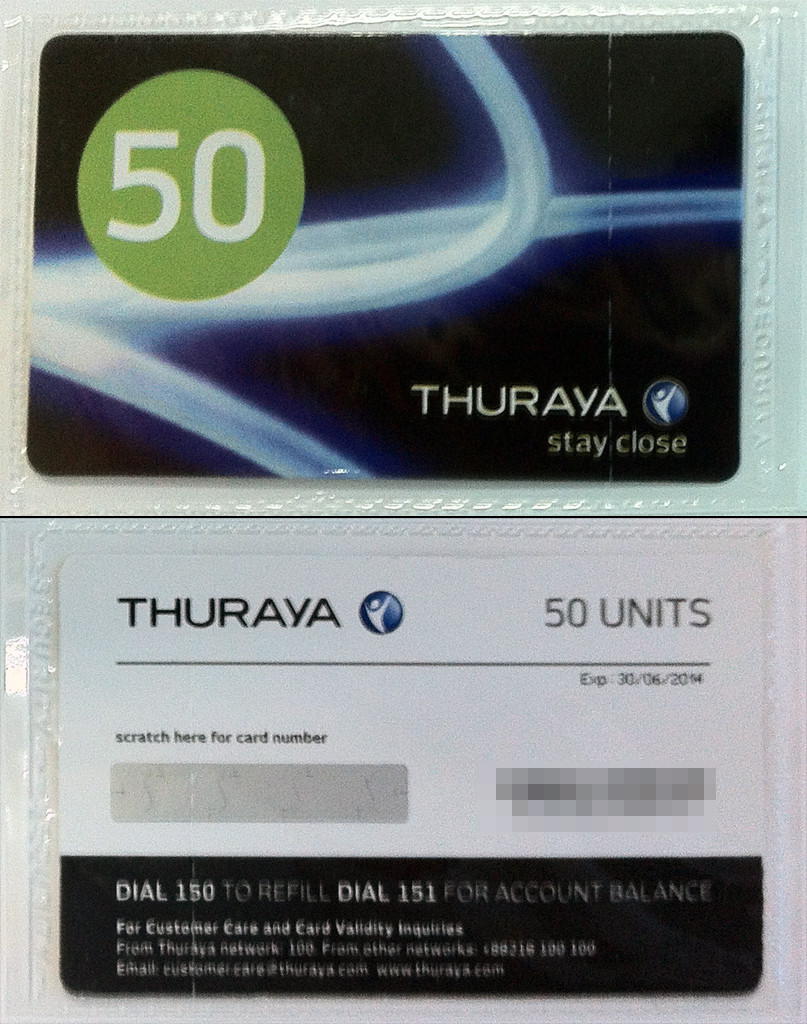 50
THURAYA
stay close
THURAYA
50 UNITS
Exp: 30/06/2014
scratch here for card number
DIAL 150 TO REFILL DIAL 151 FOR ACCOUNT BALANCE
For Customer Care and Card Validity Inquiries
From Thuraya network: 100. From other networks: +88216 100 100
Email: customer.care@thuraya.com www.thuraya.com